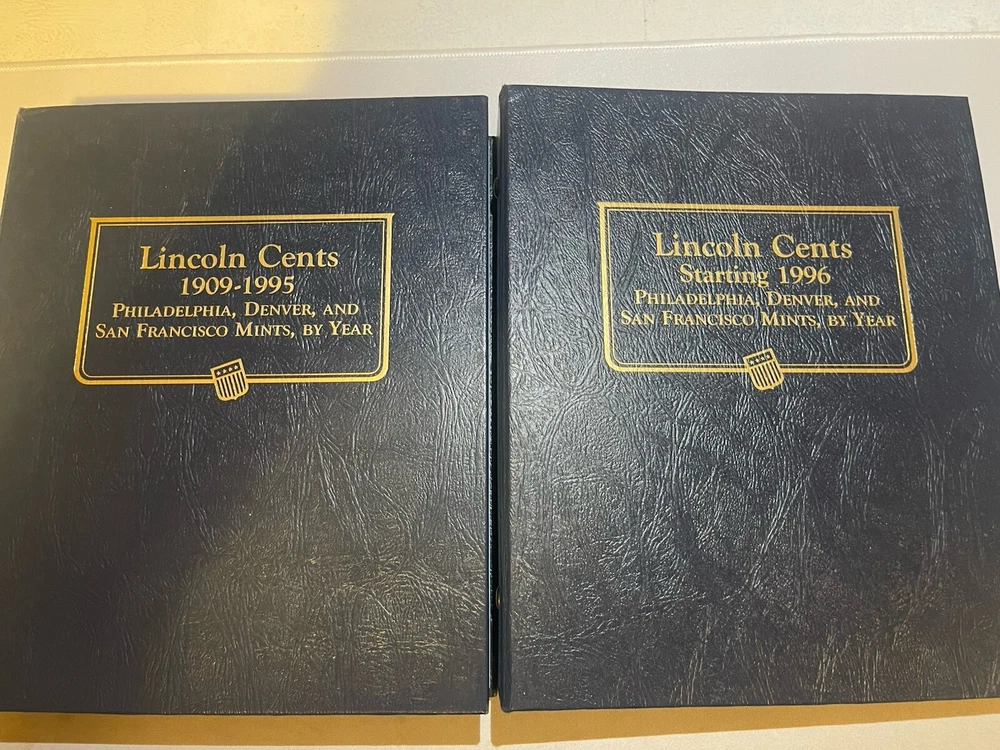 Lincoln Cents
1909-1995
Philadelphia, Denver, and
San Francisco Mints, by Year
Lincoln Cents
Starting 1996
Philadelphia, Denver, and
San Francisco Mints, by Year